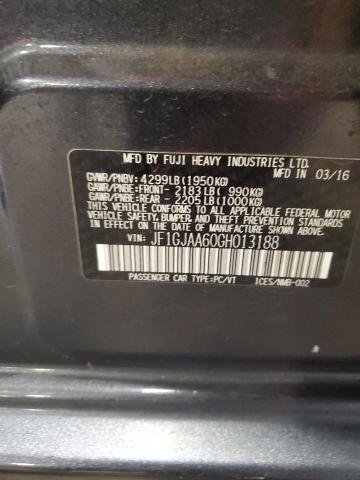 MFD BY FUJI HEAVY INDUSTRIES LTD.
MFD IN 03/16
GVWR/PNBV: 4299LB(1950KG)
GAWR/PNBE:FRONT- 2183LB( 990KG)
GAWR/PNBE:REAR - 2205LB(1000KG)
THIS VEHICLE CONFORMS TO ALL APPLICABLE FEDERAL MOTOR
VEHICLE SAFETY, BUMPER, AND THEFT PREVENTION STANDARDS
IN EFFECT ON THE DATE OF MANUFACTURE SHOWN ABOVE.
VIN: JF1GJAA60GH013188
PASSENGER CAR TYPE:PC/VT ICES/NMB-002